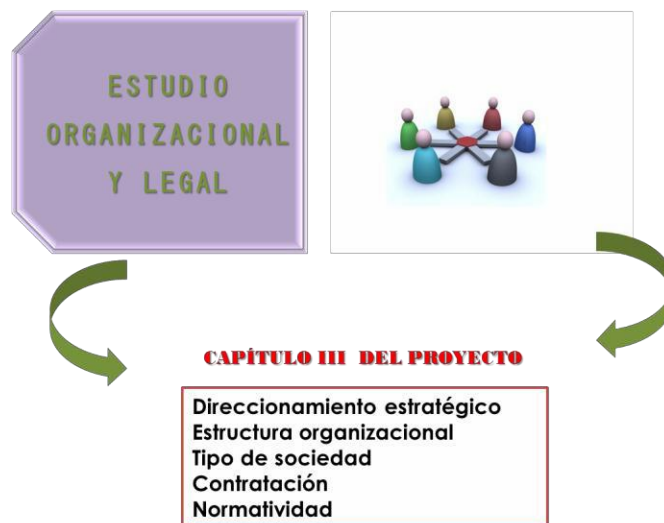 ESTUDIO
ORGANIZACIONAL
Y LEGAL
CAPÍTULO III DEL PROYECTO
Direccionamiento estratégico
Estructura organizacional
Tipo de sociedad
Contratación
Normatividad